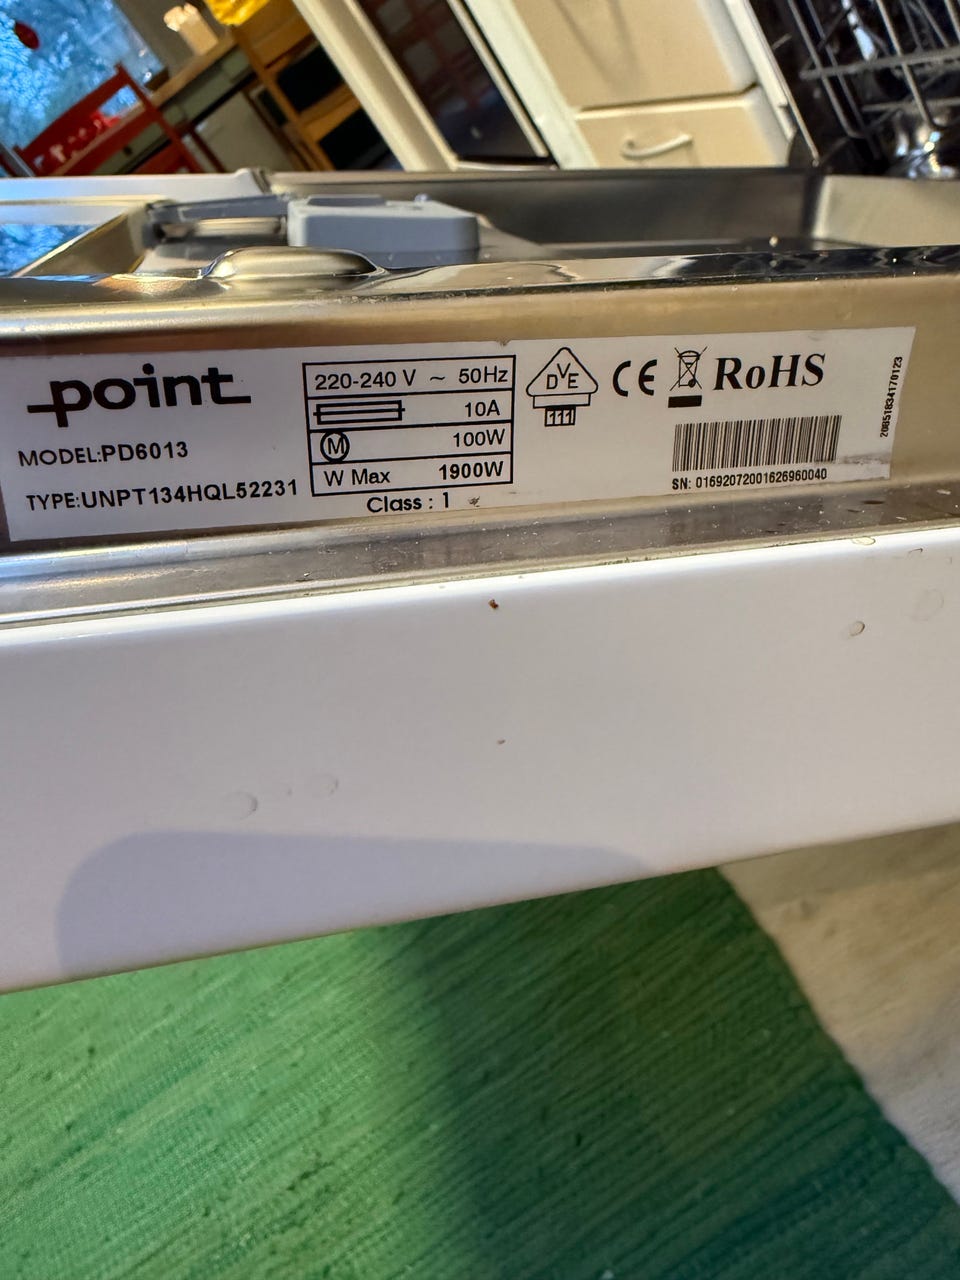 point
MODEL:PD6013
TYPE:UNPT134HQL52231
220-240 V ~ 50Hz
10A
M 100W
W Max 1900W
Class : 1
DVE
CE
RoHS
SN: 01692072001626960040
20851834170123